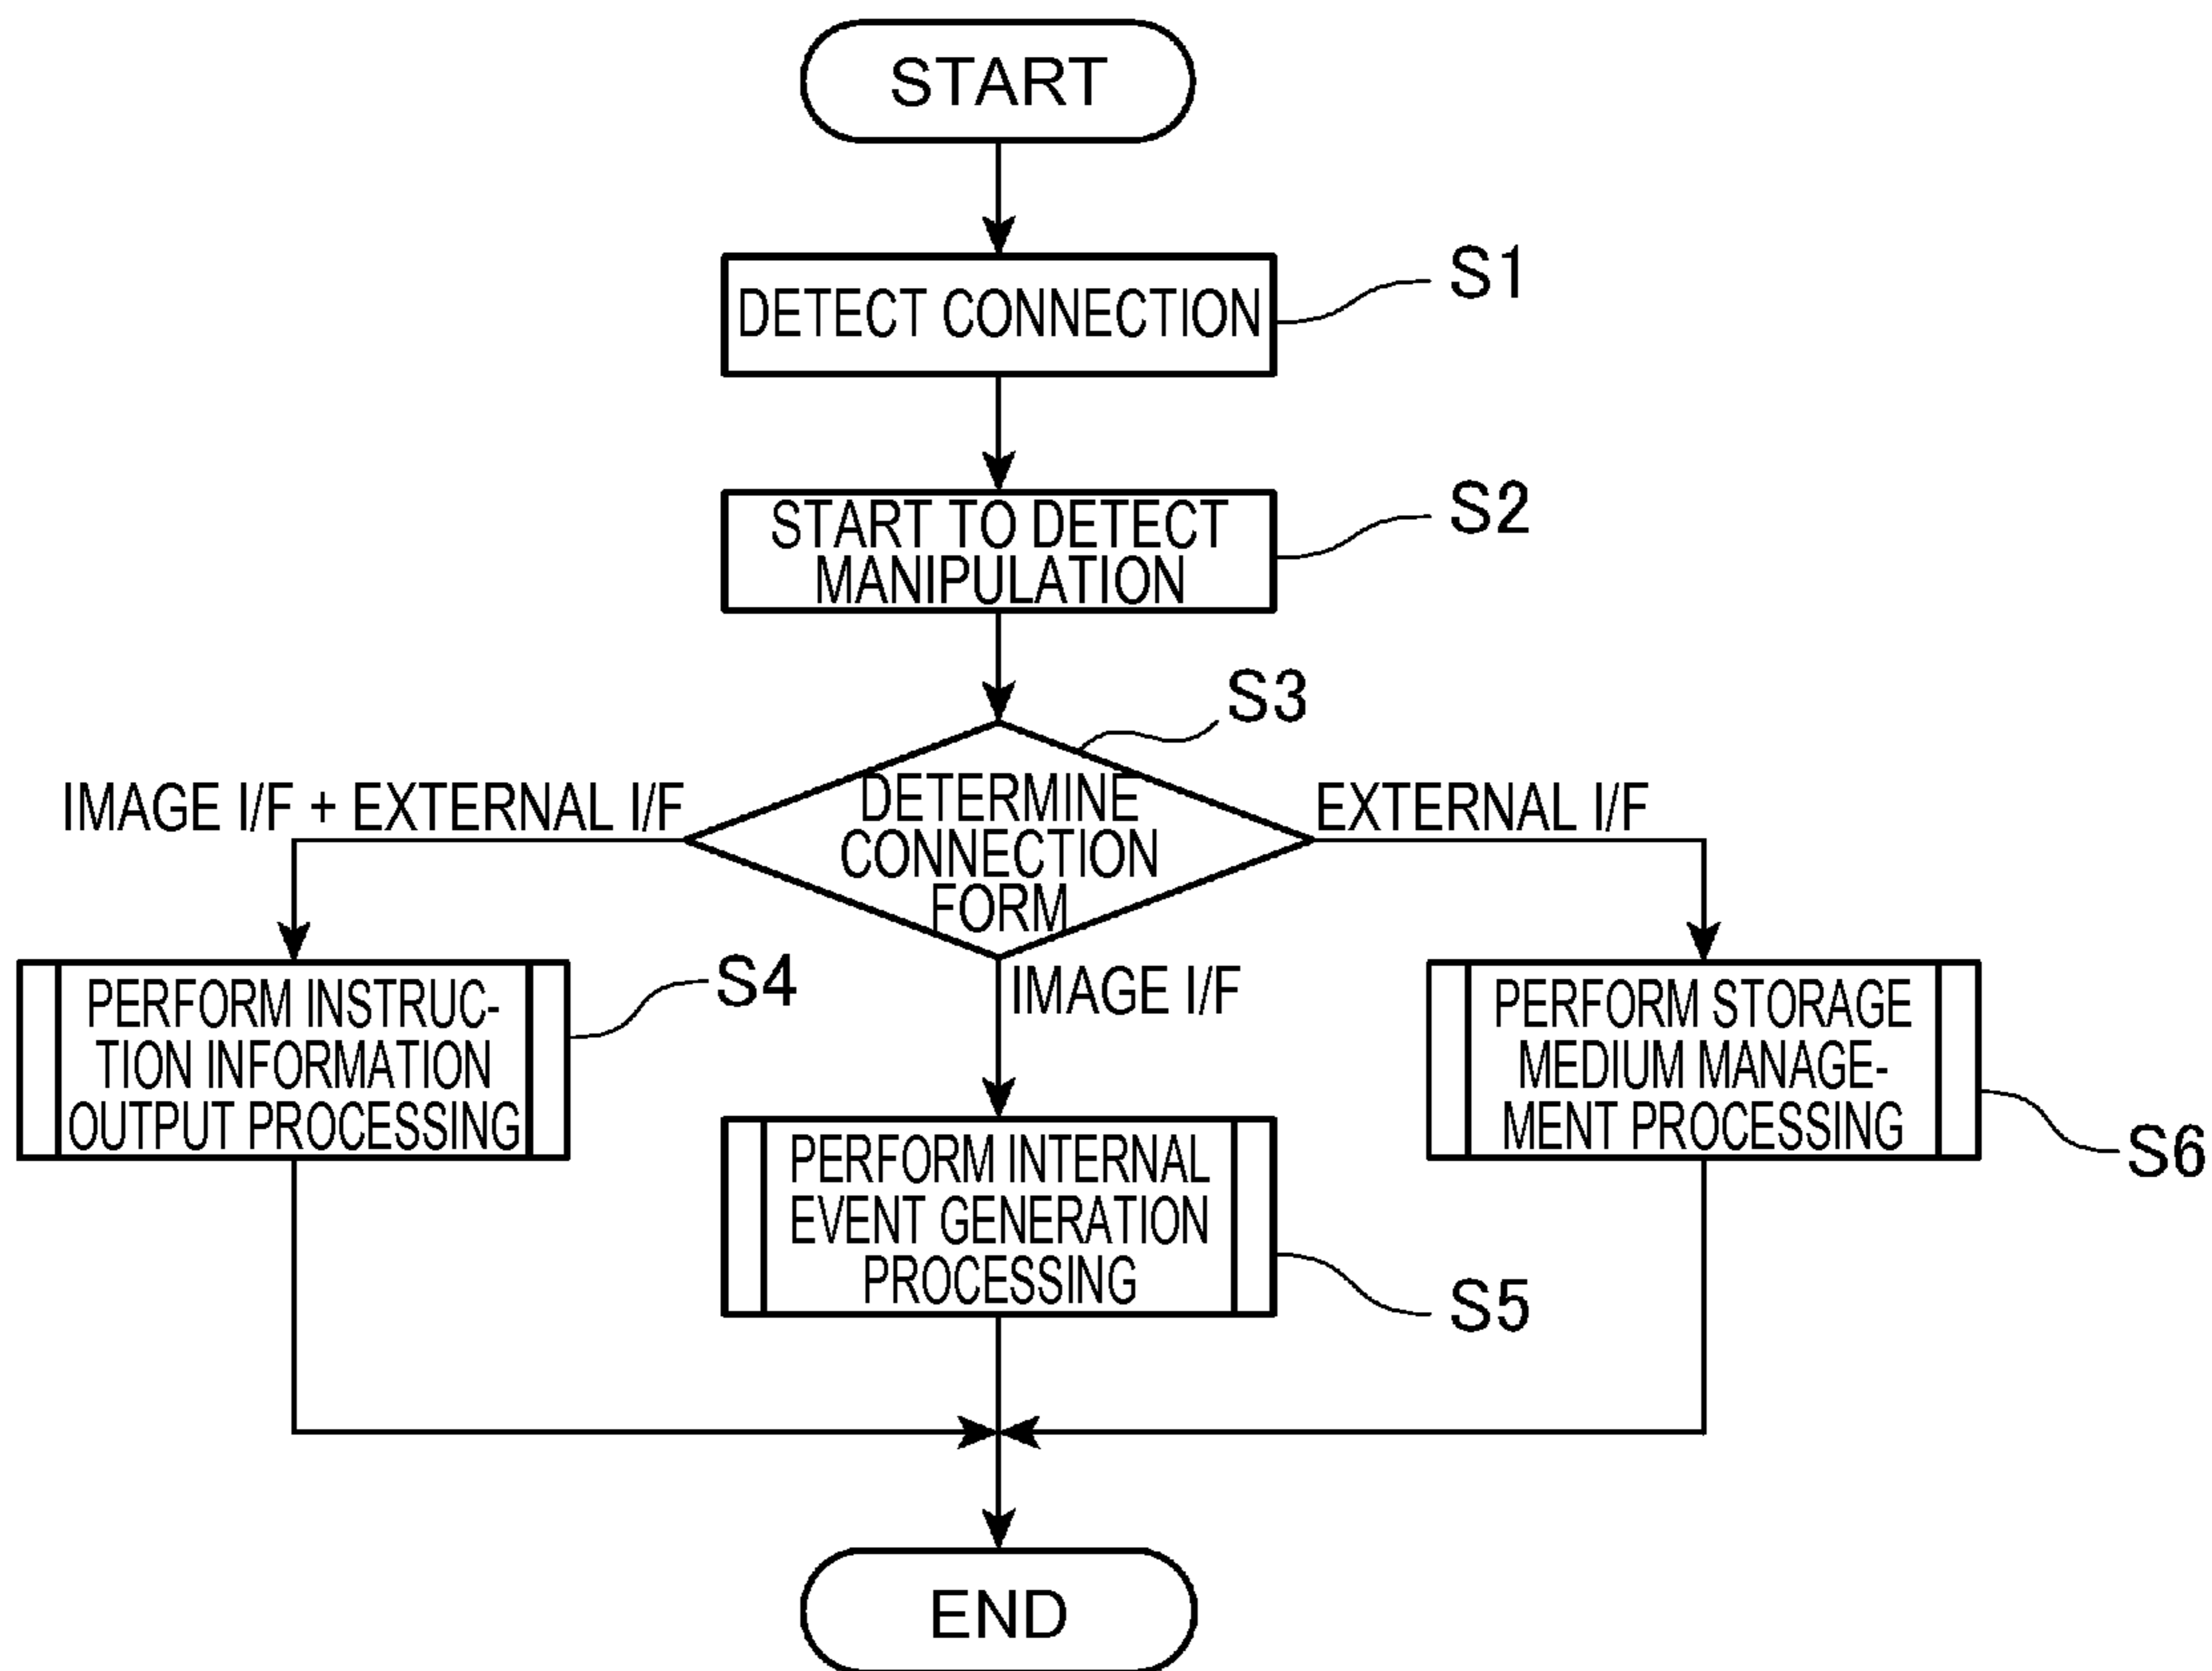 START
DETECT CONNECTION
S1
START TO DETECT
MANIPULATION
S2
S3
DETERMINE
CONNECTION
FORM
IMAGE I/F + EXTERNAL I/F
EXTERNAL I/F
IMAGE I/F
PERFORM INSTRUC-
TION INFORMATION
OUTPUT PROCESSING
S4
PERFORM INTERNAL
EVENT GENERATION
PROCESSING
S5
PERFORM STORAGE
MEDIUM MANAGE-
MENT PROCESSING
S6
END